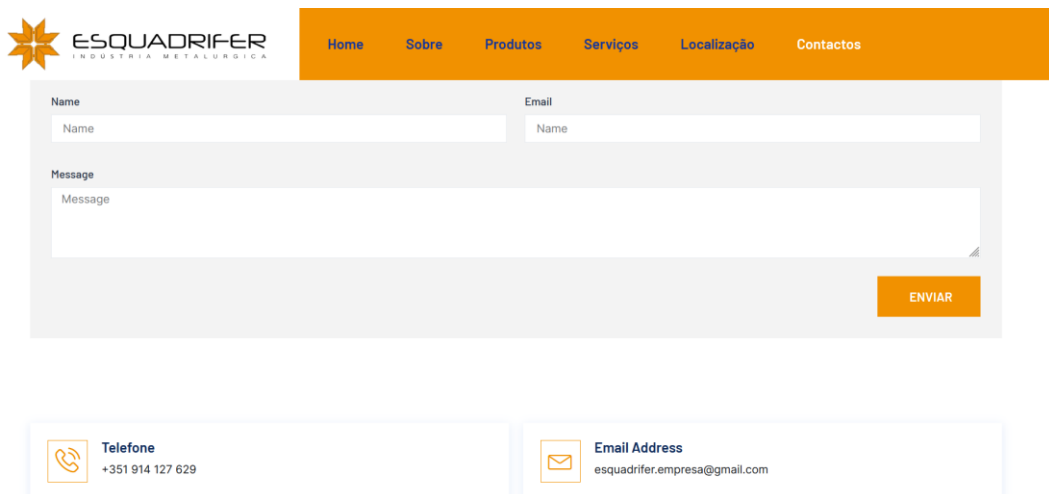 ESQUADRIFER
INDÚSTRIA METALURGICA
Home Sobre Produtos Serviços Localização Contactos
Name Email
Name Name
Message
Message
ENVIAR
Telefone
+351 914 127 629
Email Address
esquadrifer.empresa@gmail.com